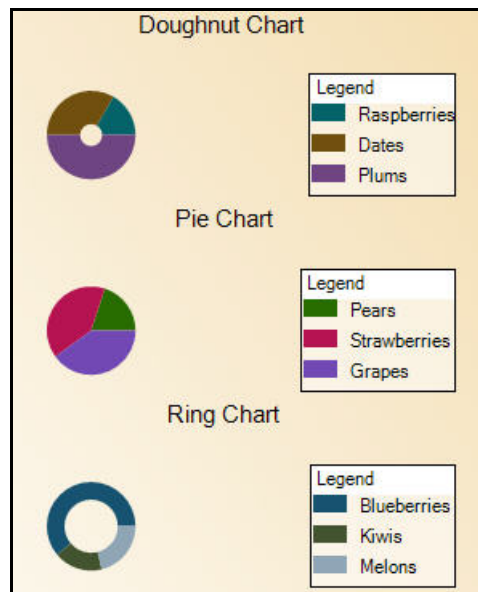 Doughnut Chart
Legend
Raspberries
Dates
Plums
Pie Chart
Legend
Pears
Strawberries
Grapes
Ring Chart
Legend
Blueberries
Kiwis
Melons